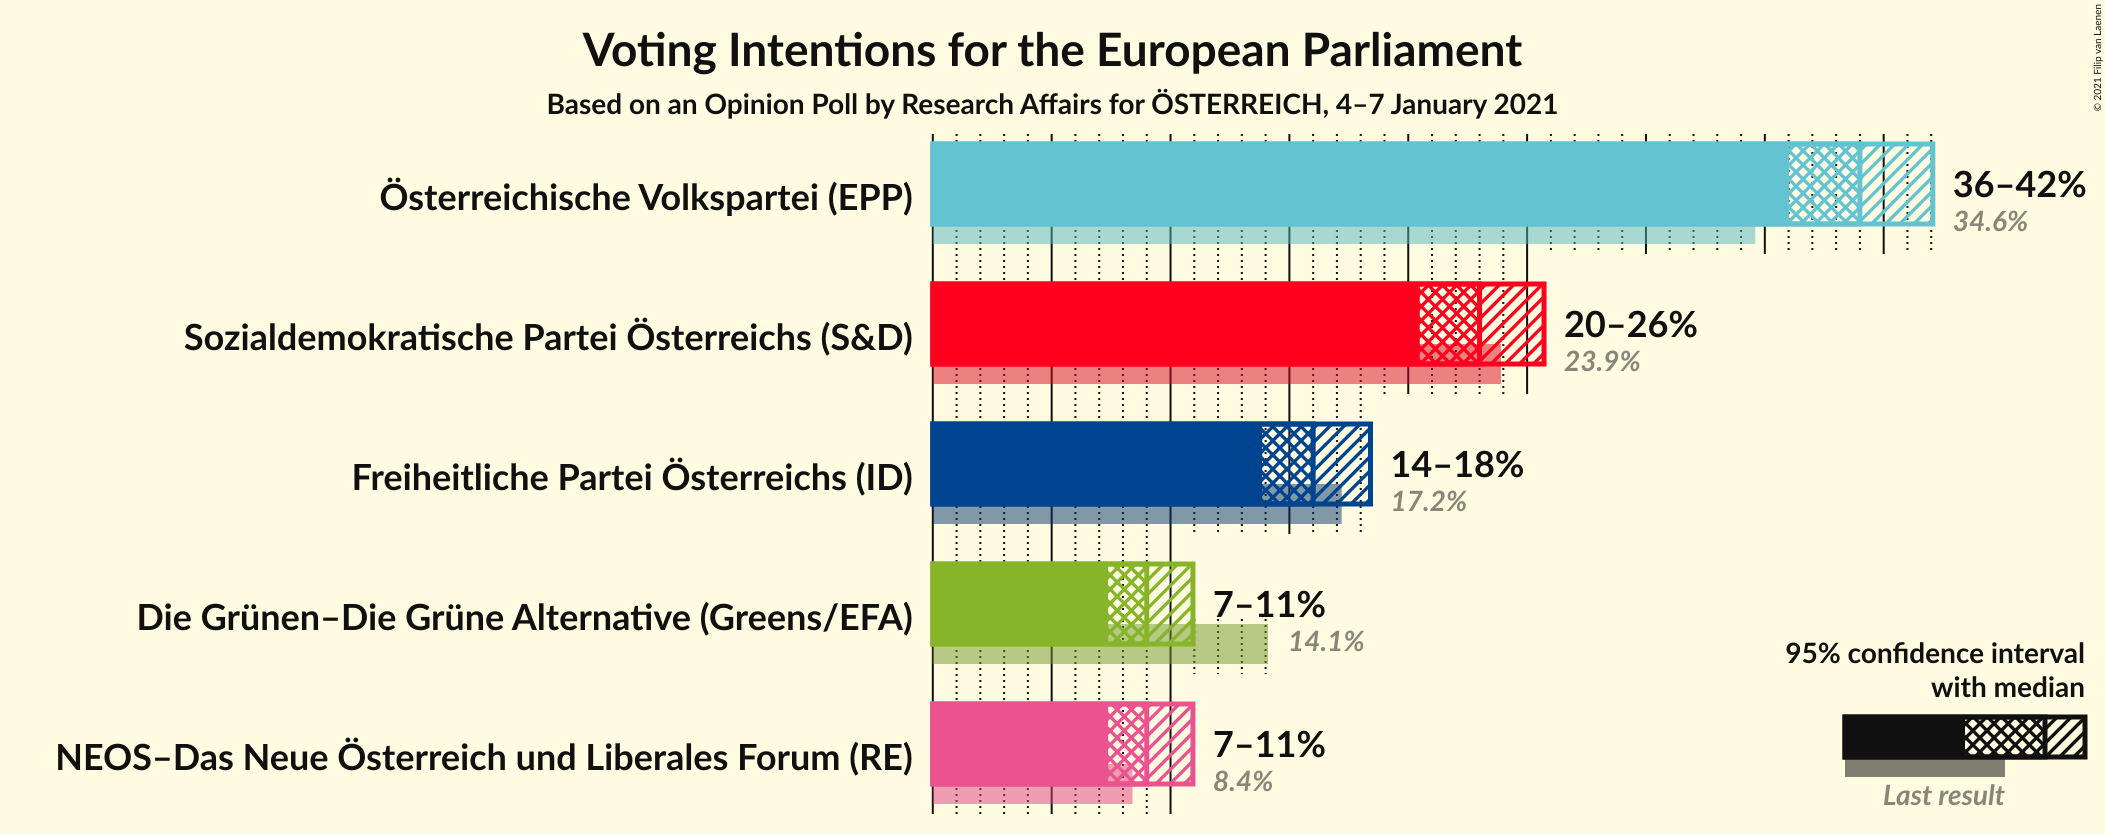 Voting Intentions for the European Parliament
Based on an Opinion Poll by Research Affairs for ÖSTERREICH, 4–7 January 2021
© 2021 Filip van Laenen
Österreichische Volkspartei (EPP)
36–42%
34.6%
Sozialdemokratische Partei Österreichs (S&D)
20–26%
23.9%
Freiheitliche Partei Österreichs (ID)
14–18%
17.2%
Die Grünen–Die Grüne Alternative (Greens/EFA)
7–11%
14.1%
NEOS–Das Neue Österreich und Liberales Forum (RE)
7–11%
8.4%
95% confidence interval
with median
Last result